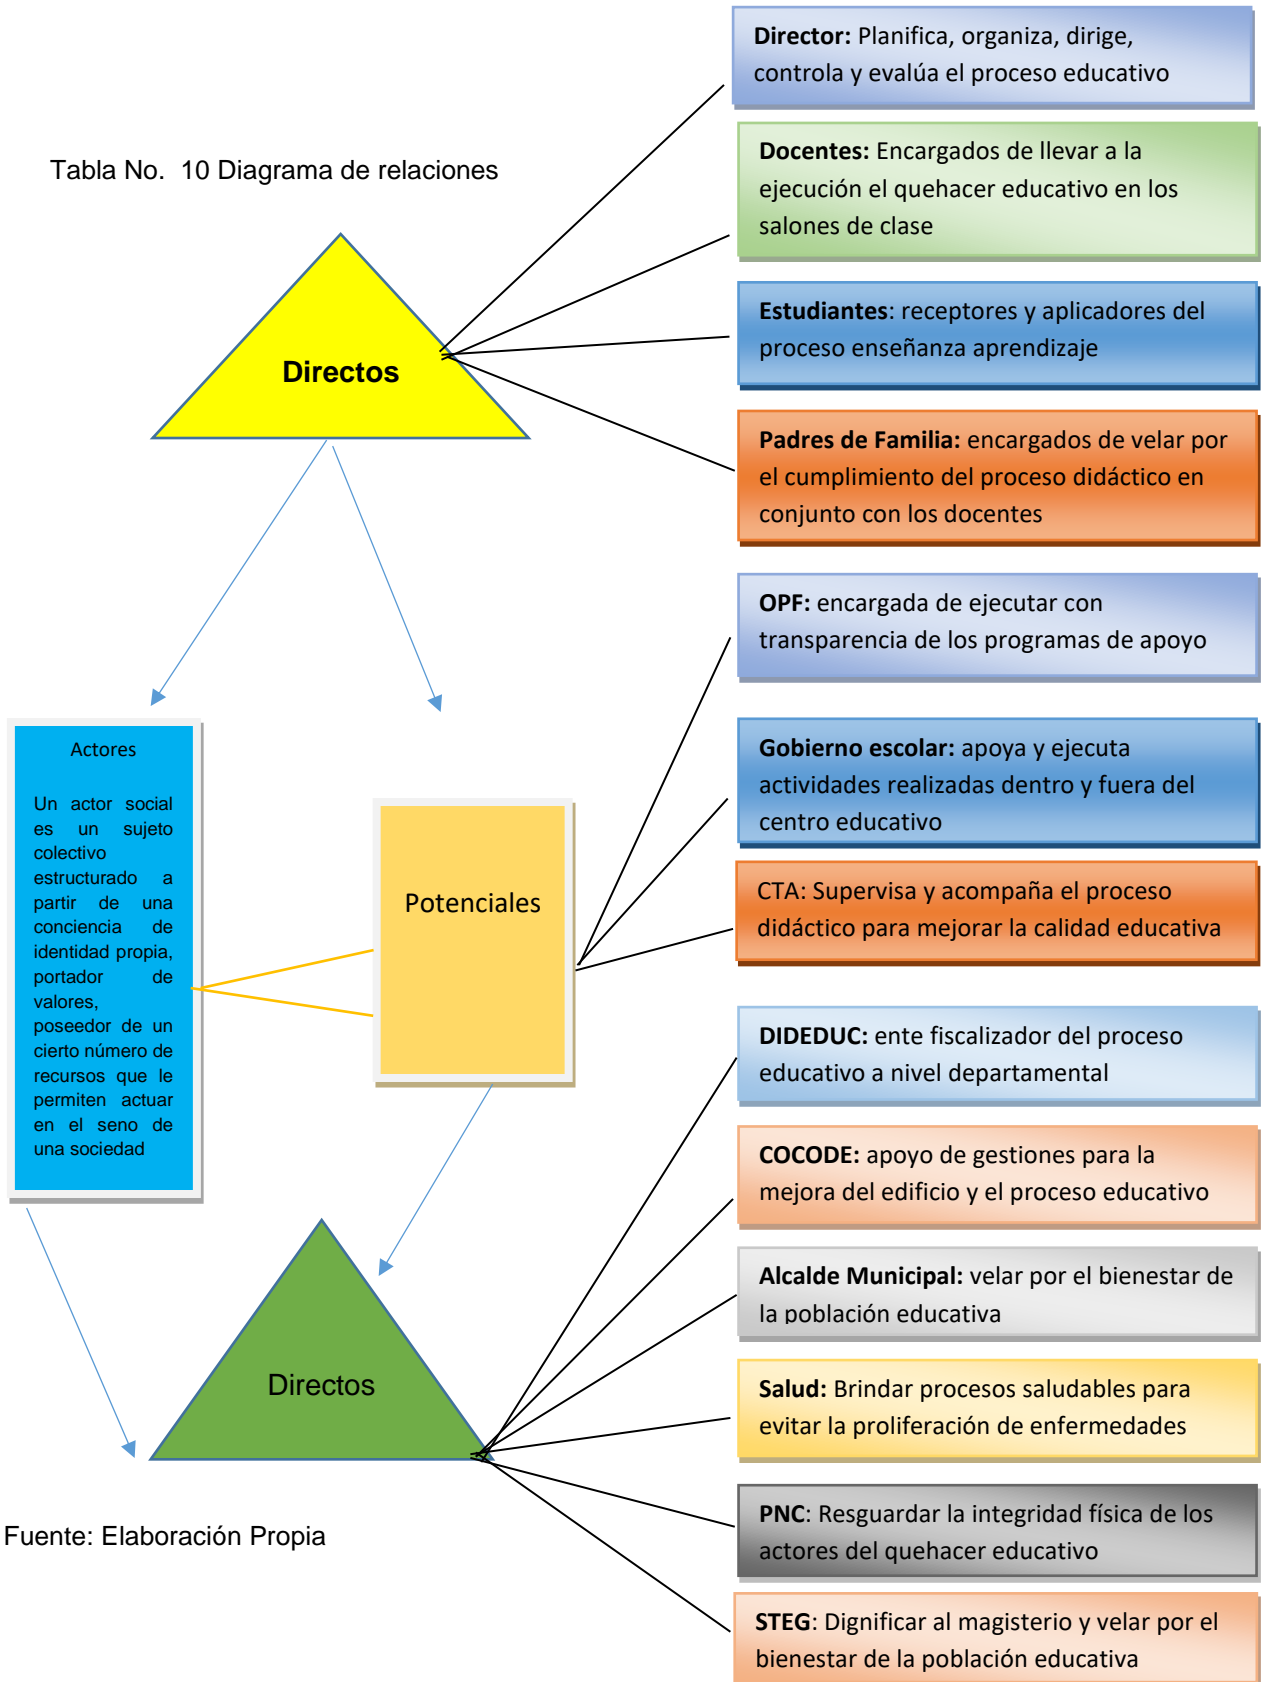 Director: Planifica, organiza, dirige,
controla y evalúa el proceso educativo
Tabla No.  10 Diagrama de relaciones
Docentes: Encargados de llevar a la
ejecución el quehacer educativo en los
salones de clase
Estudiantes: receptores y aplicadores del
proceso enseñanza aprendizaje
Directos
Padres de Familia: encargados de velar por
el cumplimiento del proceso didáctico en
conjunto con los docentes
OPF: encargada de ejecutar con
transparencia de los programas de apoyo
Gobierno escolar: apoya y ejecuta
actividades realizadas dentro y fuera del
centro educativo
CTA: Supervisa y acompaña el proceso
didáctico para mejorar la calidad educativa
Actores
Un actor social
es un sujeto
colectivo
estructurado a
partir de una
conciencia de
identidad propia,
portador de
valores,
poseedor de un
cierto número de
recursos que le
permiten actuar
en el seno de
una sociedad
Potenciales
DIDEDUC: ente fiscalizador del proceso
educativo a nivel departamental
COCODE: apoyo de gestiones para la
mejora del edificio y el proceso educativo
Alcalde Municipal: velar por el bienestar de
la población educativa
Directos
Salud: Brindar procesos saludables para
evitar la proliferación de enfermedades
PNC: Resguardar la integridad física de los
actores del quehacer educativo
Fuente: Elaboración Propia
STEG: Dignificar al magisterio y velar por el
bienestar de la población educativa